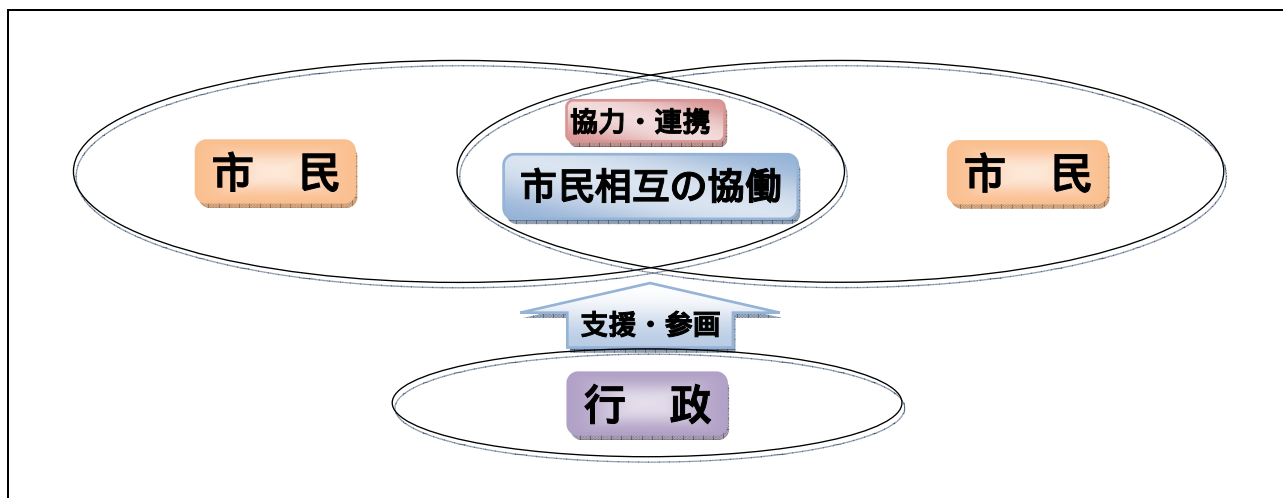 協力・連携
市　民
市民相互の協働
市　民
支援・参画
行　政